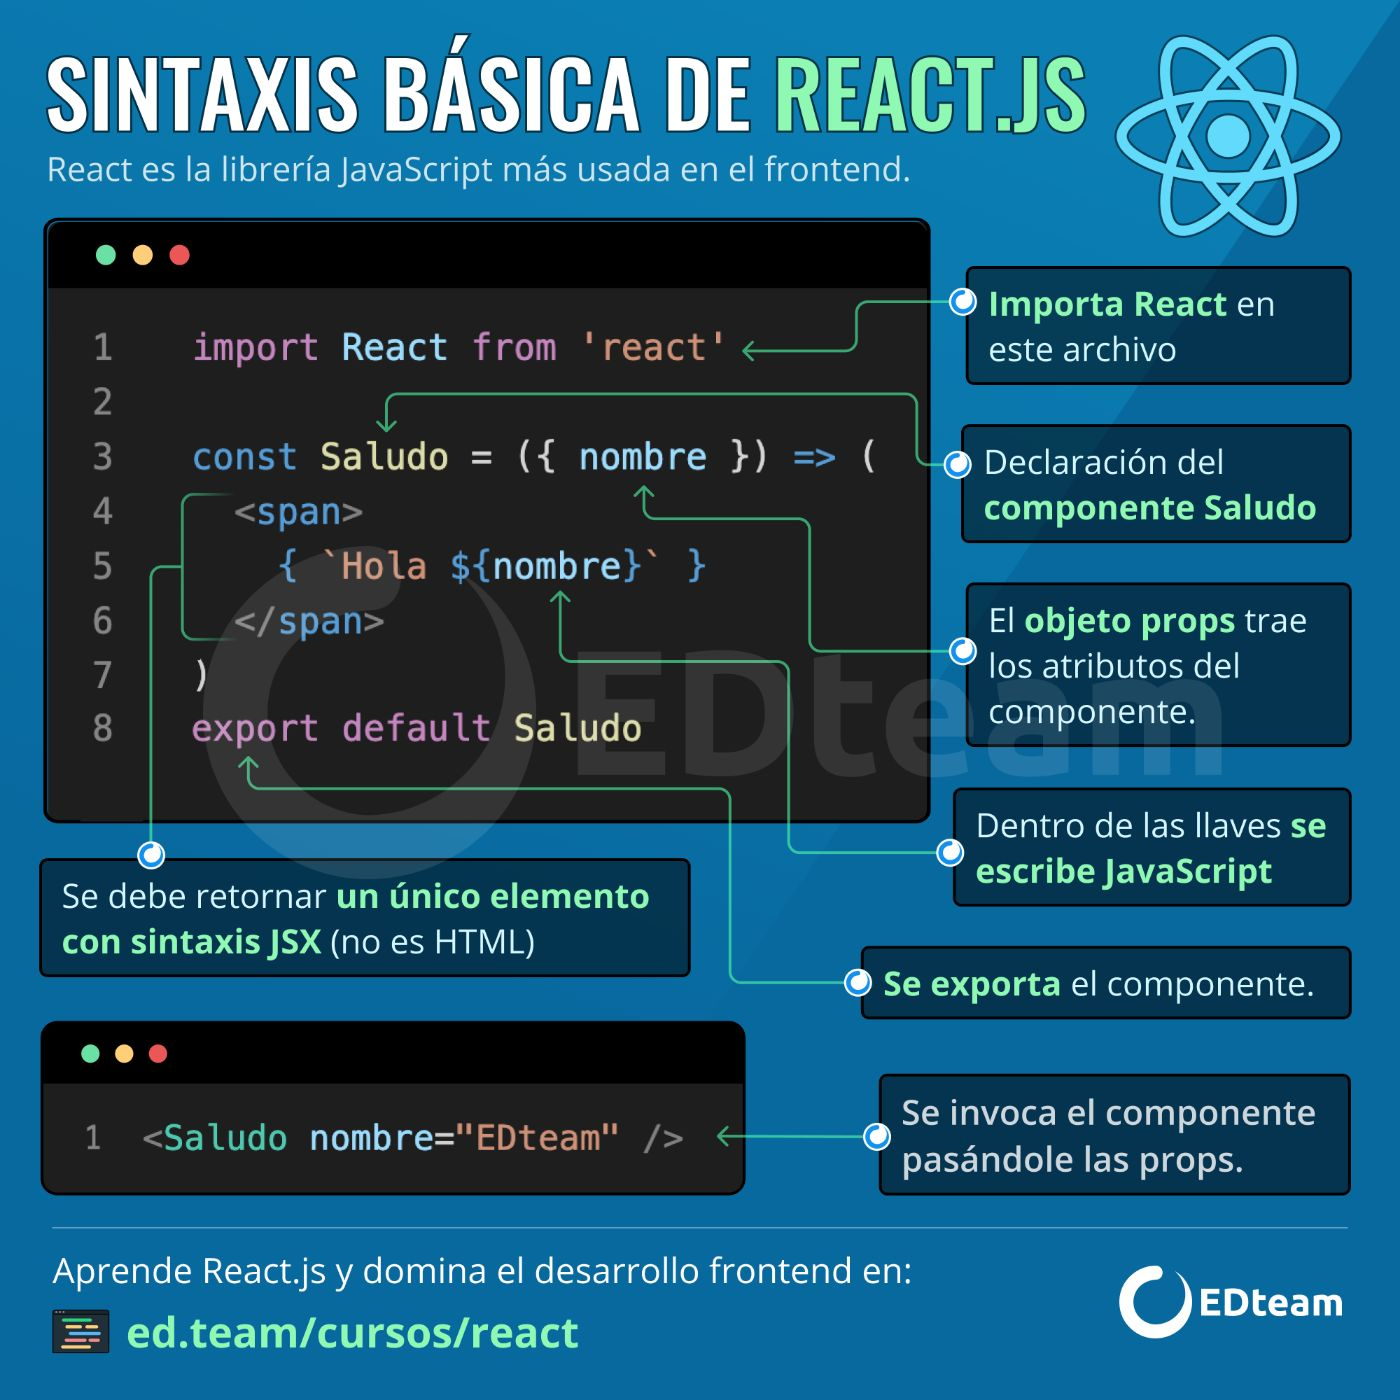 SINTAXIS BÁSICA DE REACT.JS
React es la librería JavaScript más usada en el frontend.
1 import React from 'react'
2
3 const Saludo = ({ nombre }) => (
4 <span>
5 { `Hola ${nombre}` }
6 </span>
7 )
8 export default Saludo
Importa React en
este archivo
Declaración del
componente Saludo
El objeto props trae
los atributos del
componente.
Dentro de las llaves se
escribe JavaScript
Se debe retornar un único elemento
con sintaxis JSX (no es HTML)
Se exporta el componente.
1 <Saludo nombre="EDteam" />
Se invoca el componente
pasándole las props.
EDteam
Aprende React.js y domina el desarrollo frontend en:
ed.team/cursos/react
EDteam